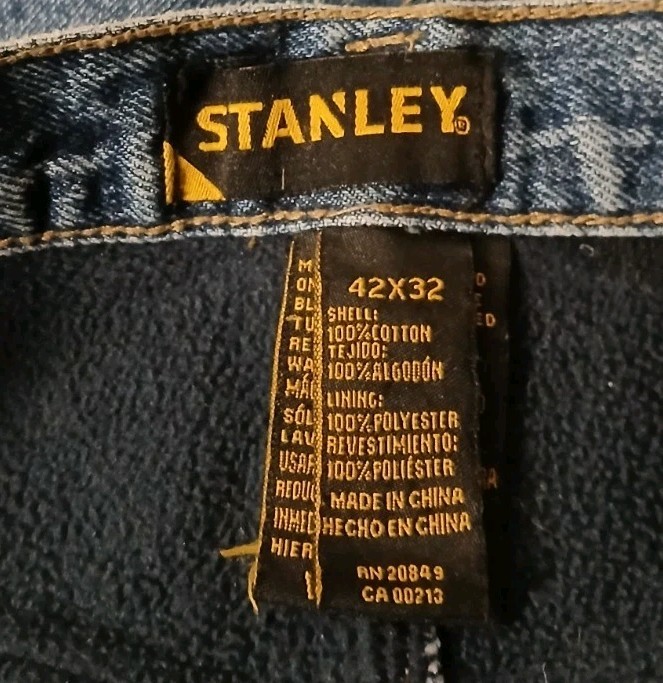 STANLEY®
42X32
SHELL:
100%COTTON
TEJIDO:
100%ALGODÓN
LINING:
100%POLYESTER
REVESTIMIENTO:
100%POLIÉSTER
MADE IN CHINA
HECHO EN CHINA
RN 20849
CA 00213